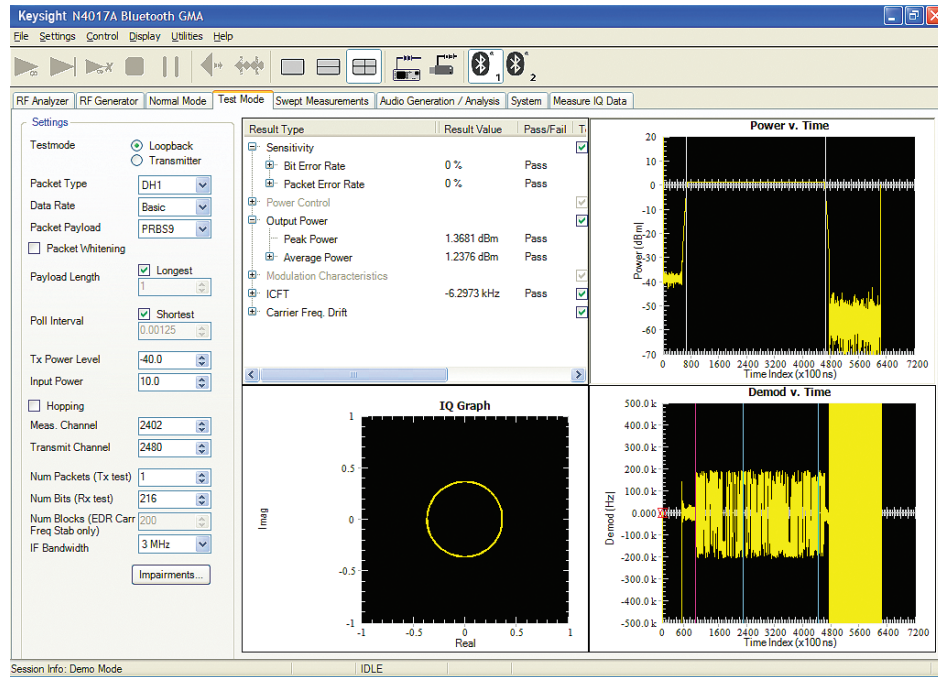 Keysight N4017A Bluetooth GMA
File Settings Control Display Utilities Help
1 2
RF Analyzer RF Generator Normal Mode Test Mode Swept Measurements Audio Generation / Analysis System Measure IQ Data
Settings
Testmode Loopback
Transmitter
Packet Type DH1
Data Rate Basic
Packet Payload PRBS9
Packet Whitening
Payload Length Longest
1
Poll Interval Shortest
0.00125
Tx Power Level -40.0
Input Power 10.0
Hopping
Meas. Channel 2402
Transmit Channel 2480
Num Packets (Tx test) 1
Num Bits (Rx test) 216
Num Blocks (EDR Carr 200
Freq Stab only)
IF Bandwidth 3 MHz
Impairments...
Result Type Result Value Pass/Fail
Sensitivity
Bit Error Rate 0 % Pass
Packet Error Rate 0 % Pass
Power Control
Output Power
Peak Power 1.3681 dBm Pass
Average Power 1.2376 dBm Pass
Modulation Characteristics
ICFT -6.2973 kHz Pass
Carrier Freq. Drift
Power v. Time
Power (dBm)
20
10
0
-10
-20
-30
-40
-50
-60
-70
0 800 1600 2400 3200 4000 4800 5600 6400 7200
Time Index (x100 ns)
IQ Graph
Imag
1
0.5
0
-0.5
-1
-1 -0.5 0 0.5 1
Real
Demod v. Time
Demod (Hz)
500.0 k
400.0 k
300.0 k
200.0 k
100.0 k
0.000
-100.0 k
-200.0 k
-300.0 k
-400.0 k
-500.0 k
0 600 1600 2400 3200 4000 4800 5600 6400 7200
Time Index (x100 ns)
Session Info: Demo Mode IDLE